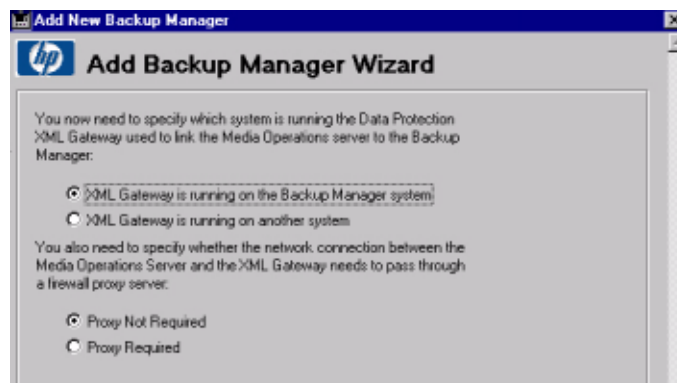 Add New Backup Manager
hp
Add Backup Manager Wizard
You now need to specify which system is running the Data Protection
XML Gateway used to link the Media Operations server to the Backup
Manager:
XML Gateway is running on the Backup Manager system
XML Gateway is running on another system
You also need to specify whether the network connection between the
Media Operations Server and the XML Gateway needs to pass through
a firewall proxy server:
Proxy Not Required
Proxy Required